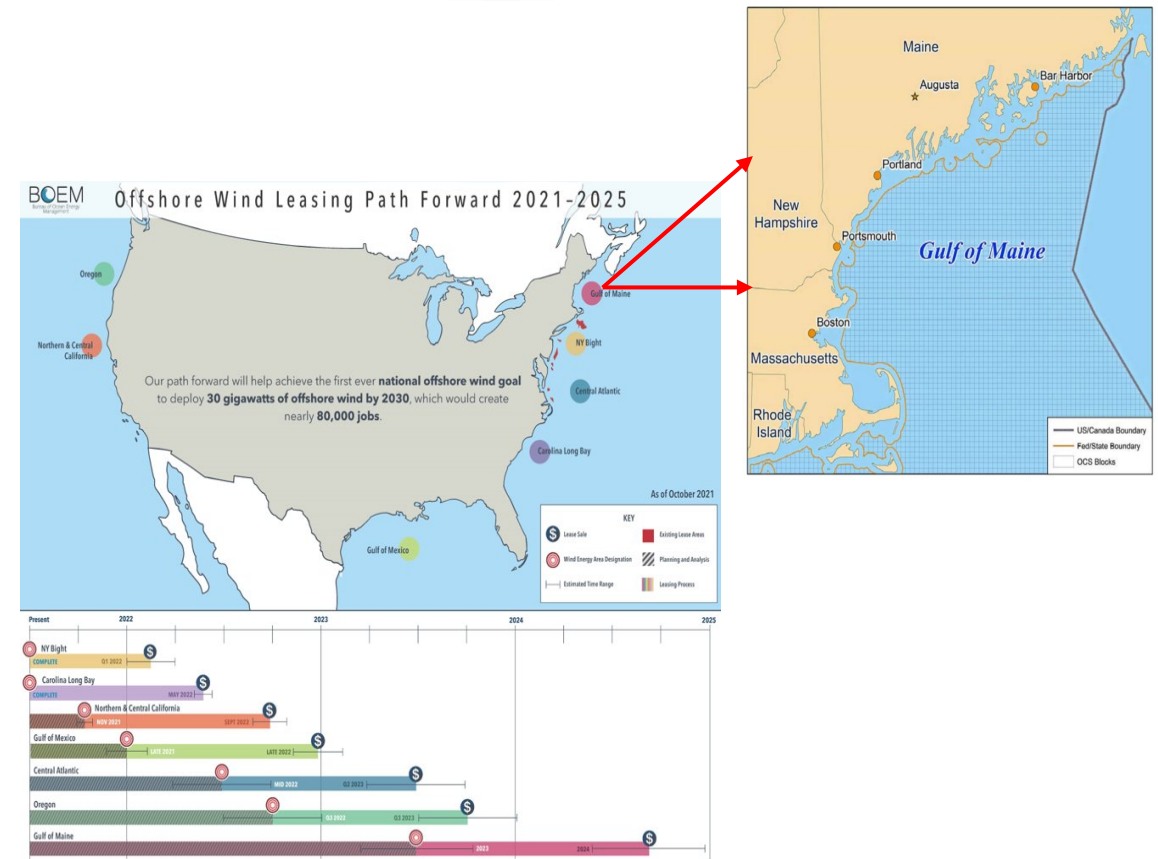 BOEM
Bureau of Ocean Energy
Management
Offshore Wind Leasing Path Forward 2021-2025
Oregon
Northern & Central
California
Gulf of Maine
NY Bight
Central Atlantic
Carolina Long Bay
Gulf of Mexico
Our path forward will help achieve the first ever national offshore wind goal
to deploy 30 gigawatts of offshore wind by 2030, which would create
nearly 80,000 jobs.
As of October 2021
KEY
Lease Sale
Existing Lease Areas
Wind Energy Area Designation
Planning and Analysis
Estimated Time Range
Leasing Process
Present
2022
2023
2024
2025
NY Bight
COMPLETE
Q1 2022
Carolina Long Bay
COMPLETE
MAY 2022
Northern & Central California
NOV 2021
SEPT 2022
Gulf of Mexico
LATE 2021
LATE 2022
Central Atlantic
MID 2022
Q2 2023
Oregon
Q3 2022
Q3 2023
Gulf of Maine
2023
2024
Maine
Augusta
Bar Harbor
Portland
New
Hampshire
Portsmouth
Gulf of Maine
Boston
Massachusetts
Rhode
Island
US/Canada Boundary
Fed/State Boundary
OCS Blocks